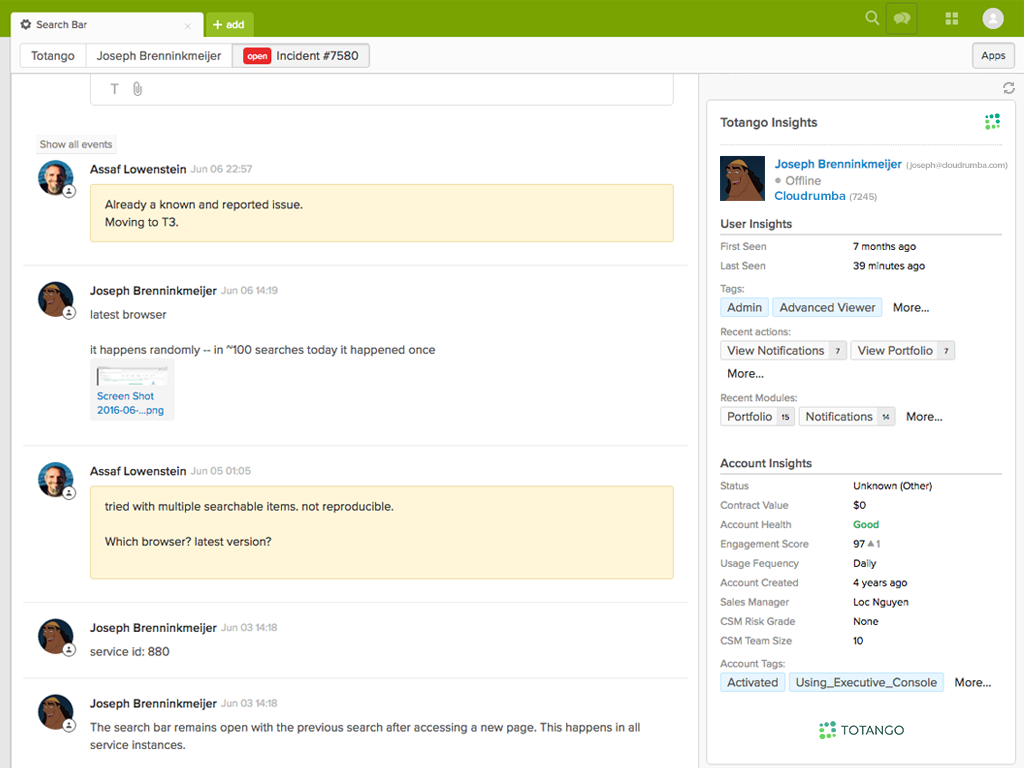 Search Bar
+ add
Totango
Joseph Brenninkmeijer
open Incident #7580
Apps
T
Show all events
Assaf Lowenstein Jun 06 22:57
Already a known and reported issue.
Moving to T3.
Joseph Brenninkmeijer Jun 06 14:19
latest browser
it happens randomly -- in ~100 searches today it happened once
Screen Shot
2016-06-...png
Assaf Lowenstein Jun 05 01:05
tried with multiple searchable items. not reproducible.
Which browser? latest version?
Joseph Brenninkmeijer Jun 03 14:18
service id: 880
Joseph Brenninkmeijer Jun 03 14:18
The search bar remains open with the previous search after accessing a new page. This happens in all
service instances.
Totango Insights
Joseph Brenninkmeijer (joseph@cloudrumba.com)
Offline
Cloudrumba (7245)
User Insights
First Seen 7 months ago
Last Seen 39 minutes ago
Tags:
Admin Advanced Viewer More...
Recent actions:
View Notifications 7 View Portfolio 7
More...
Recent Modules:
Portfolio 15 Notifications 14 More...
Account Insights
Status Unknown (Other)
Contract Value $0
Account Health Good
Engagement Score 97 ▲1
Usage Fequency Daily
Account Created 4 years ago
Sales Manager Loc Nguyen
CSM Risk Grade None
CSM Team Size 10
Account Tags:
Activated Using_Executive_Console More...
TOTANGO